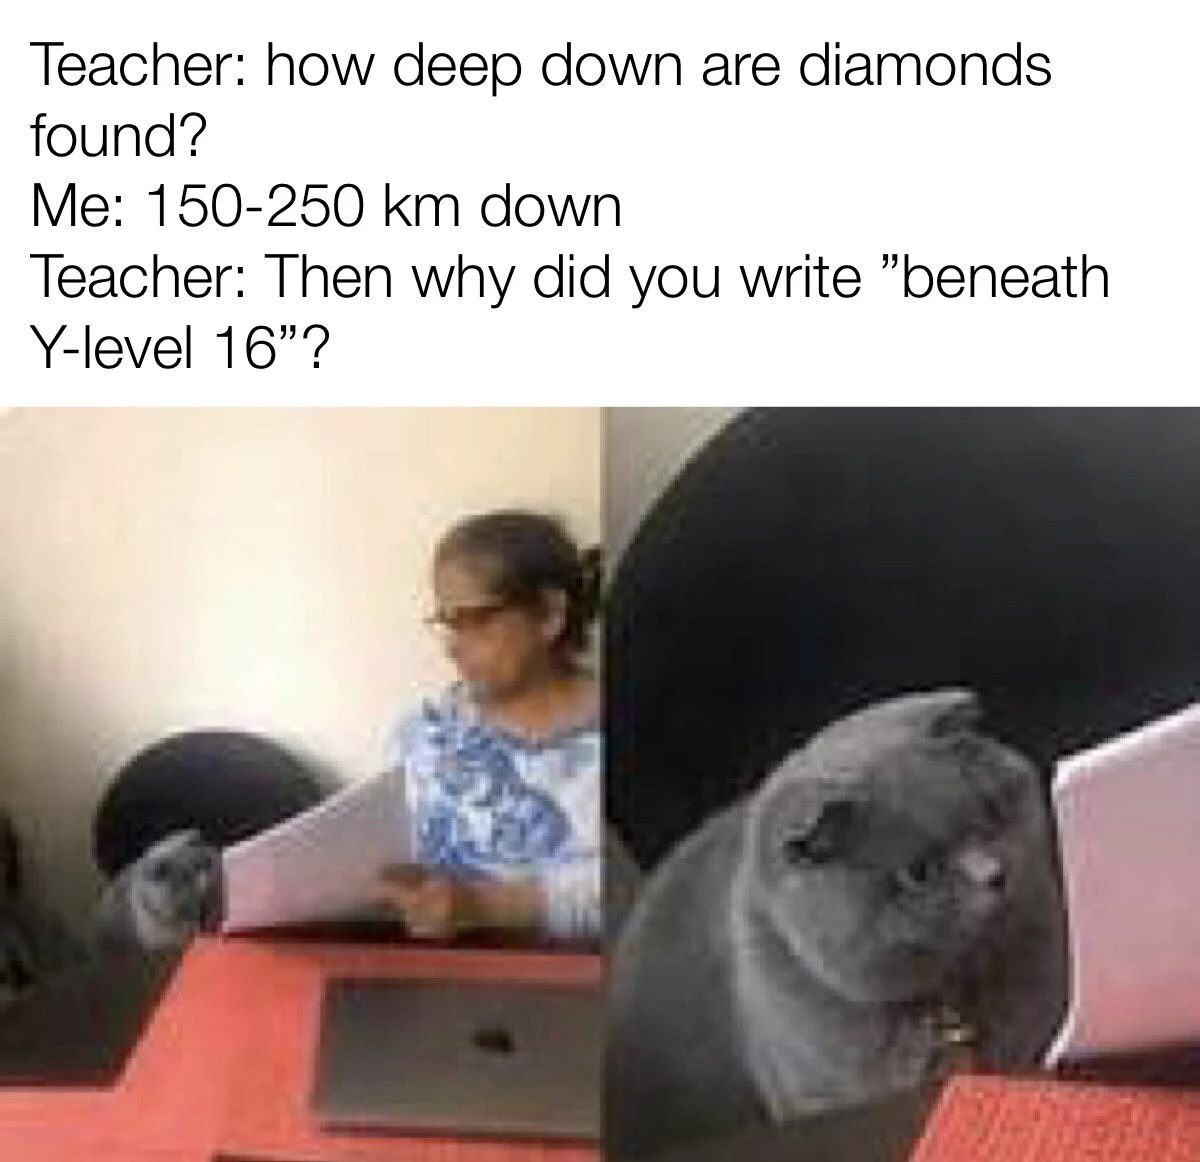 Teacher: how deep down are diamonds
found?
Me: 150-250 km down
Teacher: Then why did you write ”beneath
Y-level 16”?